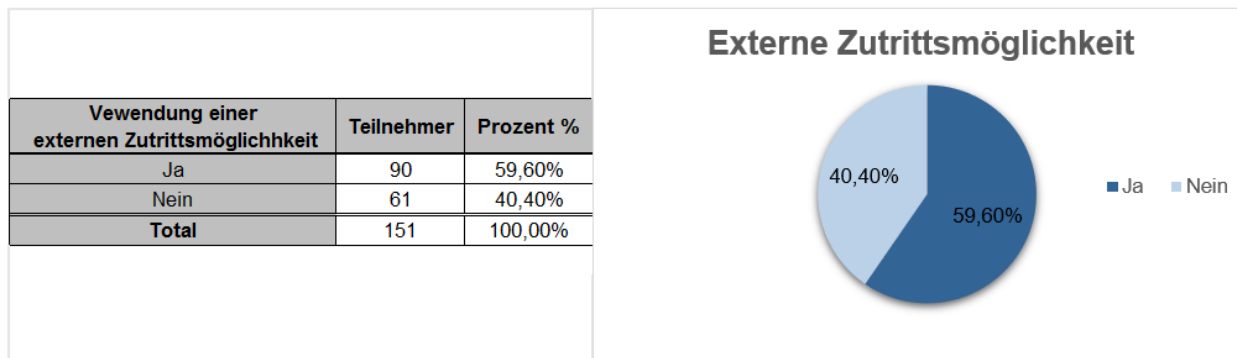 Vewendung einer
externen Zutrittsmöglichhkeit
Teilnehmer
Prozent %
Ja
90
59,60%
Nein
61
40,40%
Total
151
100,00%
Externe Zutrittsmöglichkeit
40,40%
59,60%
Ja
Nein